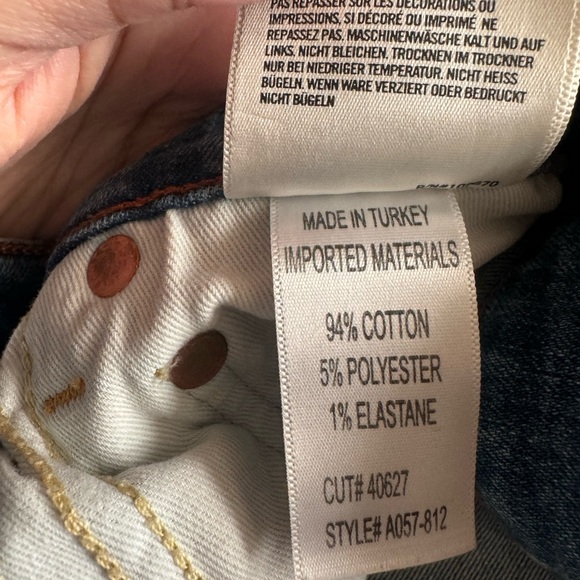 PAS REPASSER SUR LES DÉCORATIONS OU
IMPRESSIONS, SI DÉCORÉ OU IMPRIMÉ NE
REPASSEZ PAS. MASCHINENWÄSCHE KALT UND AUF
LINKS. NICHT BLEICHEN. TROCKNEN IM TROCKNER
NUR BEI NIEDRIGER TEMPERATUR. NICHT HEISS
BÜGELN. WENN WARE VERZIERT ODER BEDRUCKT
NICHT BÜGELN
MADE IN TURKEY
IMPORTED MATERIALS
94% COTTON
5% POLYESTER
1% ELASTANE
CUT# 40627
STYLE# A057-812